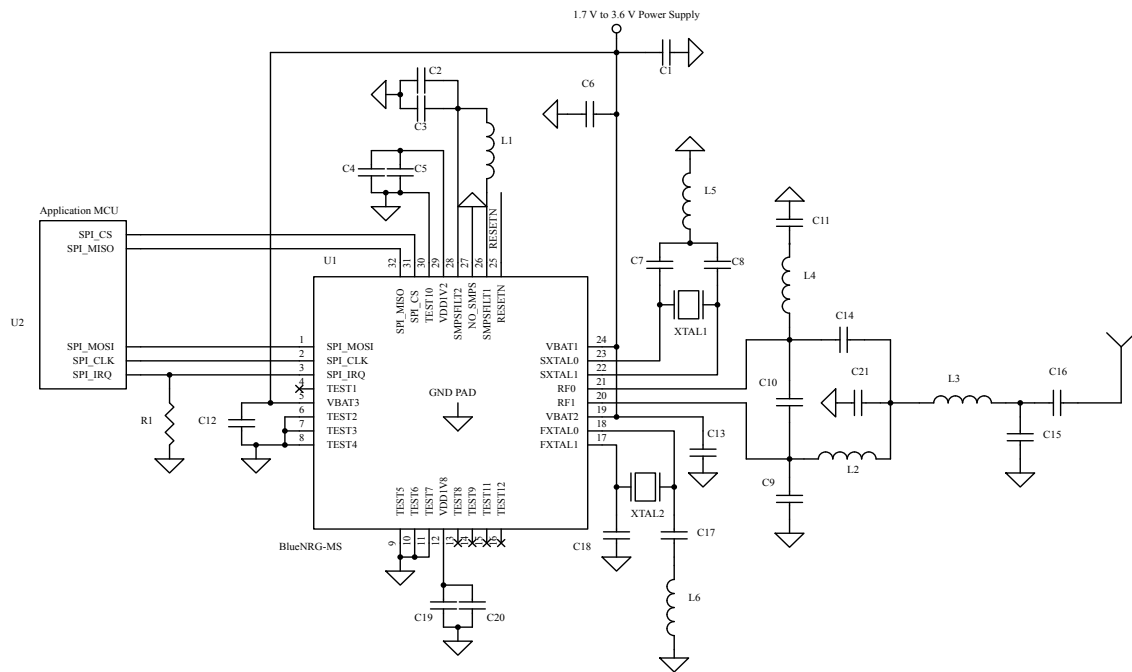 1.7 V to 3.6 V Power Supply
C1
C2
C3
C6
L1
C4
C5
L5
C11
Application MCU
SPI_CS
SPI_MISO
SPI_MOSI
SPI_CLK
SPI_IRQ
U2
RESETN
U1
32
31
30
29
28
27
26
25
SPI_MISO
SPI_CS
TEST10
VDD1V2
SMPSFILT2
NO_SMPS
SMPSFILT1
RESETN
C7
C8
XTAL1
L4
C14
1
2
3
4
5
6
7
8
SPI_MOSI
SPI_CLK
SPI_IRQ
TEST1
VBAT3
TEST2
TEST3
TEST4
GND PAD
VBAT1
SXTAL0
SXTAL1
RF0
RF1
VBAT2
FXTAL0
FXTAL1
24
23
22
21
20
19
18
17
C10
C21
L3
C16
R1
C12
C13
C15
L2
C9
TEST5
TEST6
TEST7
VDD1V8
TEST8
TEST9
TEST11
TEST12
9
10
11
12
13
14
15
16
BlueNRG-MS
XTAL2
C18
C17
C19
C20
L6